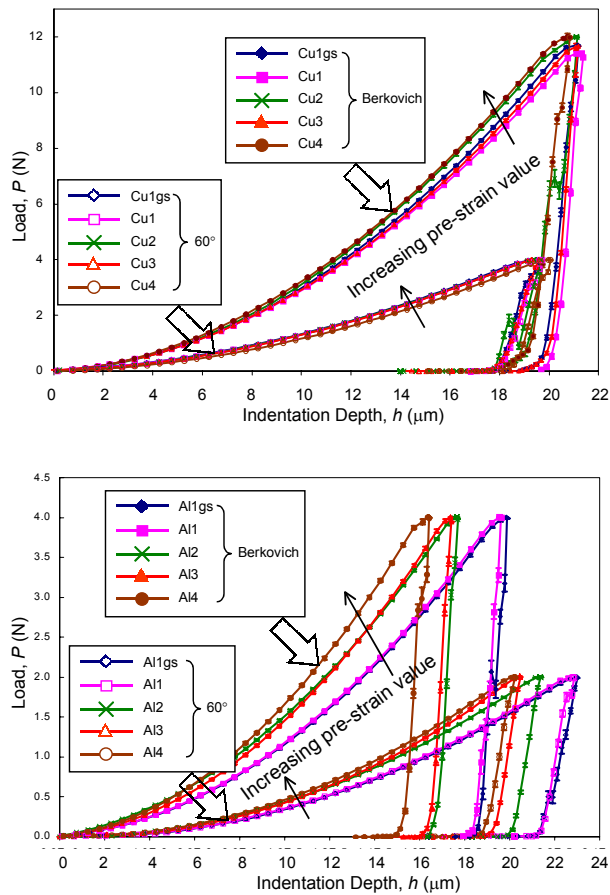 12
10
8
6
4
2
0
Load, P (N)
Cu1gs
Cu1
Cu2
Cu3
Cu4
Berkovich
Cu1gs
Cu1
Cu2
Cu3
Cu4
60°
Increasing pre-strain value
0 2 4 6 8 10 12 14 16 18 20 22
Indentation Depth, h (μm)
4.5
4.0
3.5
3.0
2.5
2.0
1.5
1.0
0.5
0.0
Load, P (N)
Al1gs
Al1
Al2
Al3
Al4
Berkovich
Al1gs
Al1
Al2
Al3
Al4
60°
Increasing pre-strain value
0 2 4 6 8 10 12 14 16 18 20 22 24
Indentation Depth, h (μm)